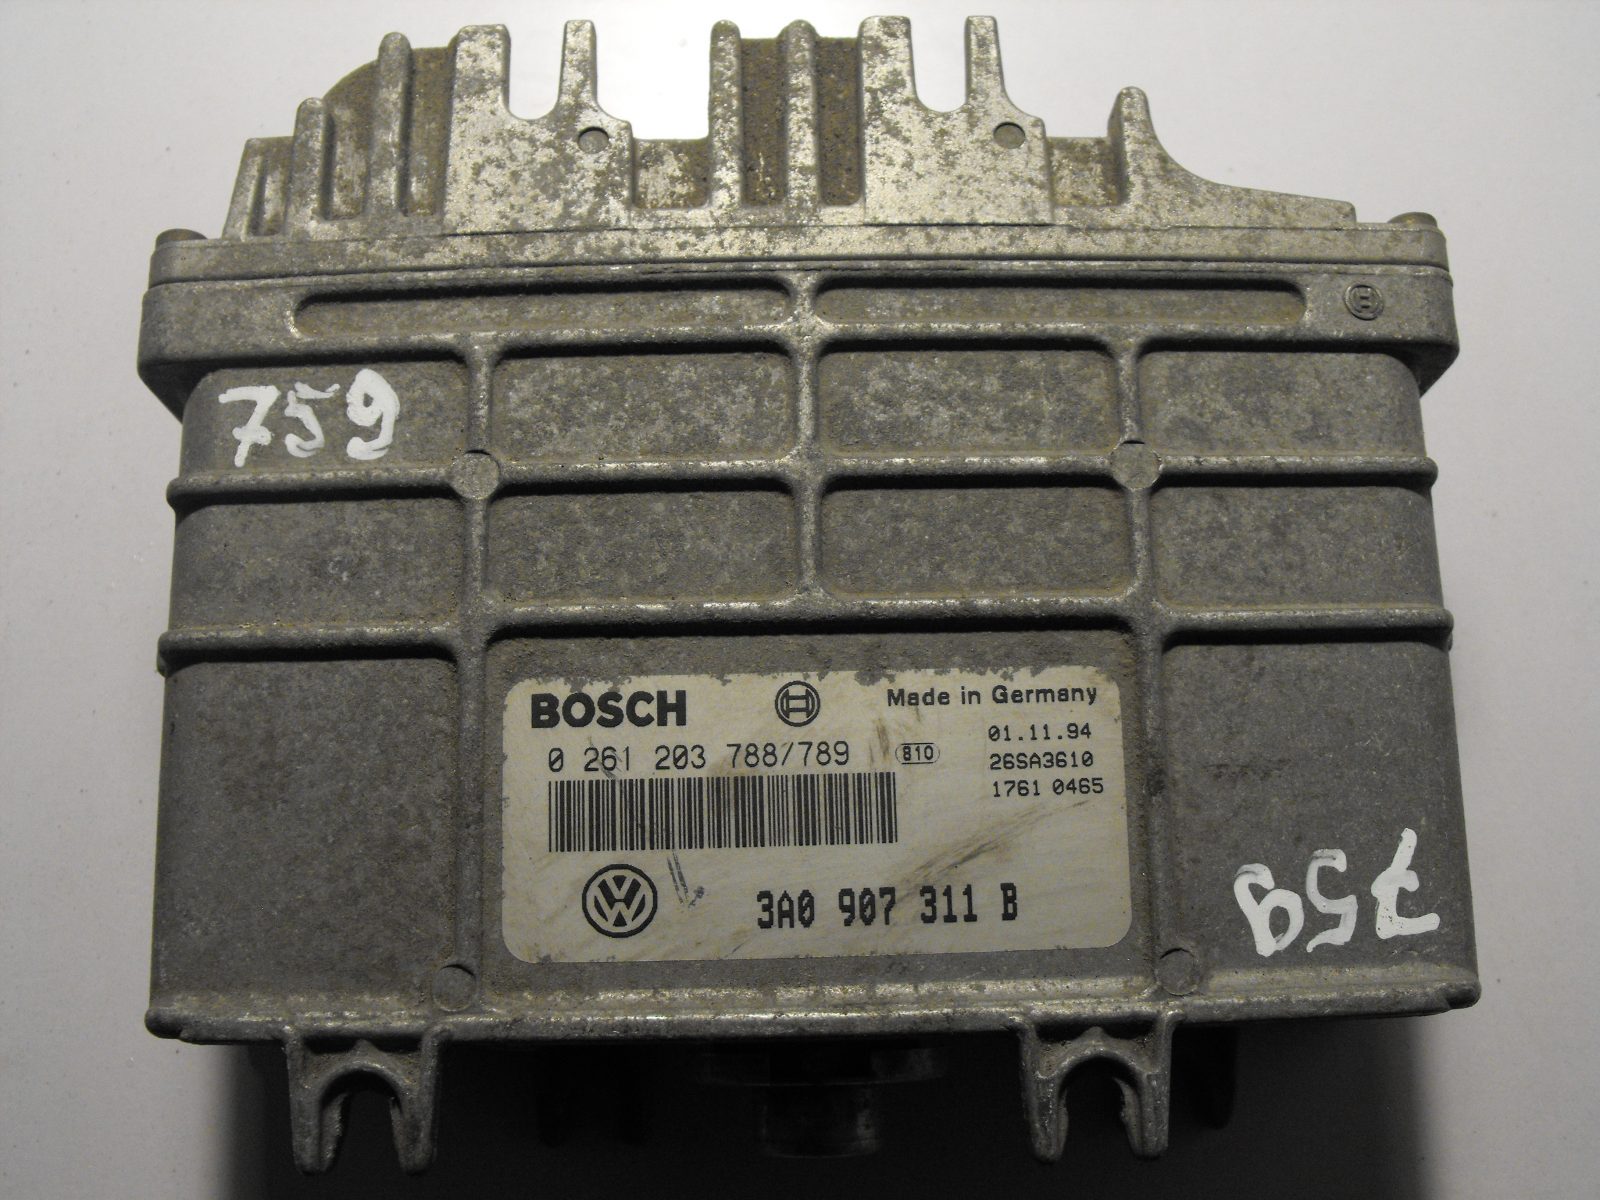 759
BOSCH Made in Germany
0 261 203 788/789 810 01.11.94
26SA3610
1761 0465
3A0 907 311 B
759